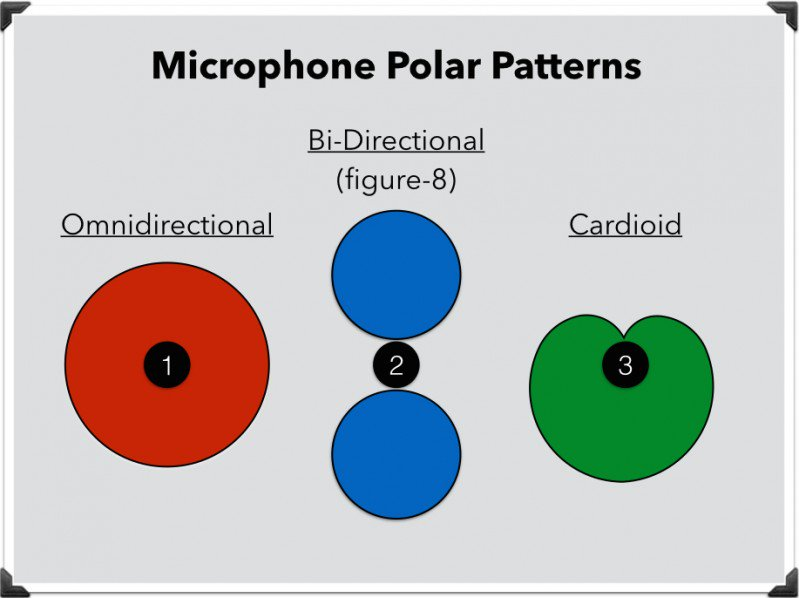 Microphone Polar Patterns
Bi-Directional
(figure-8)
Omnidirectional
Cardioid
1
2
3